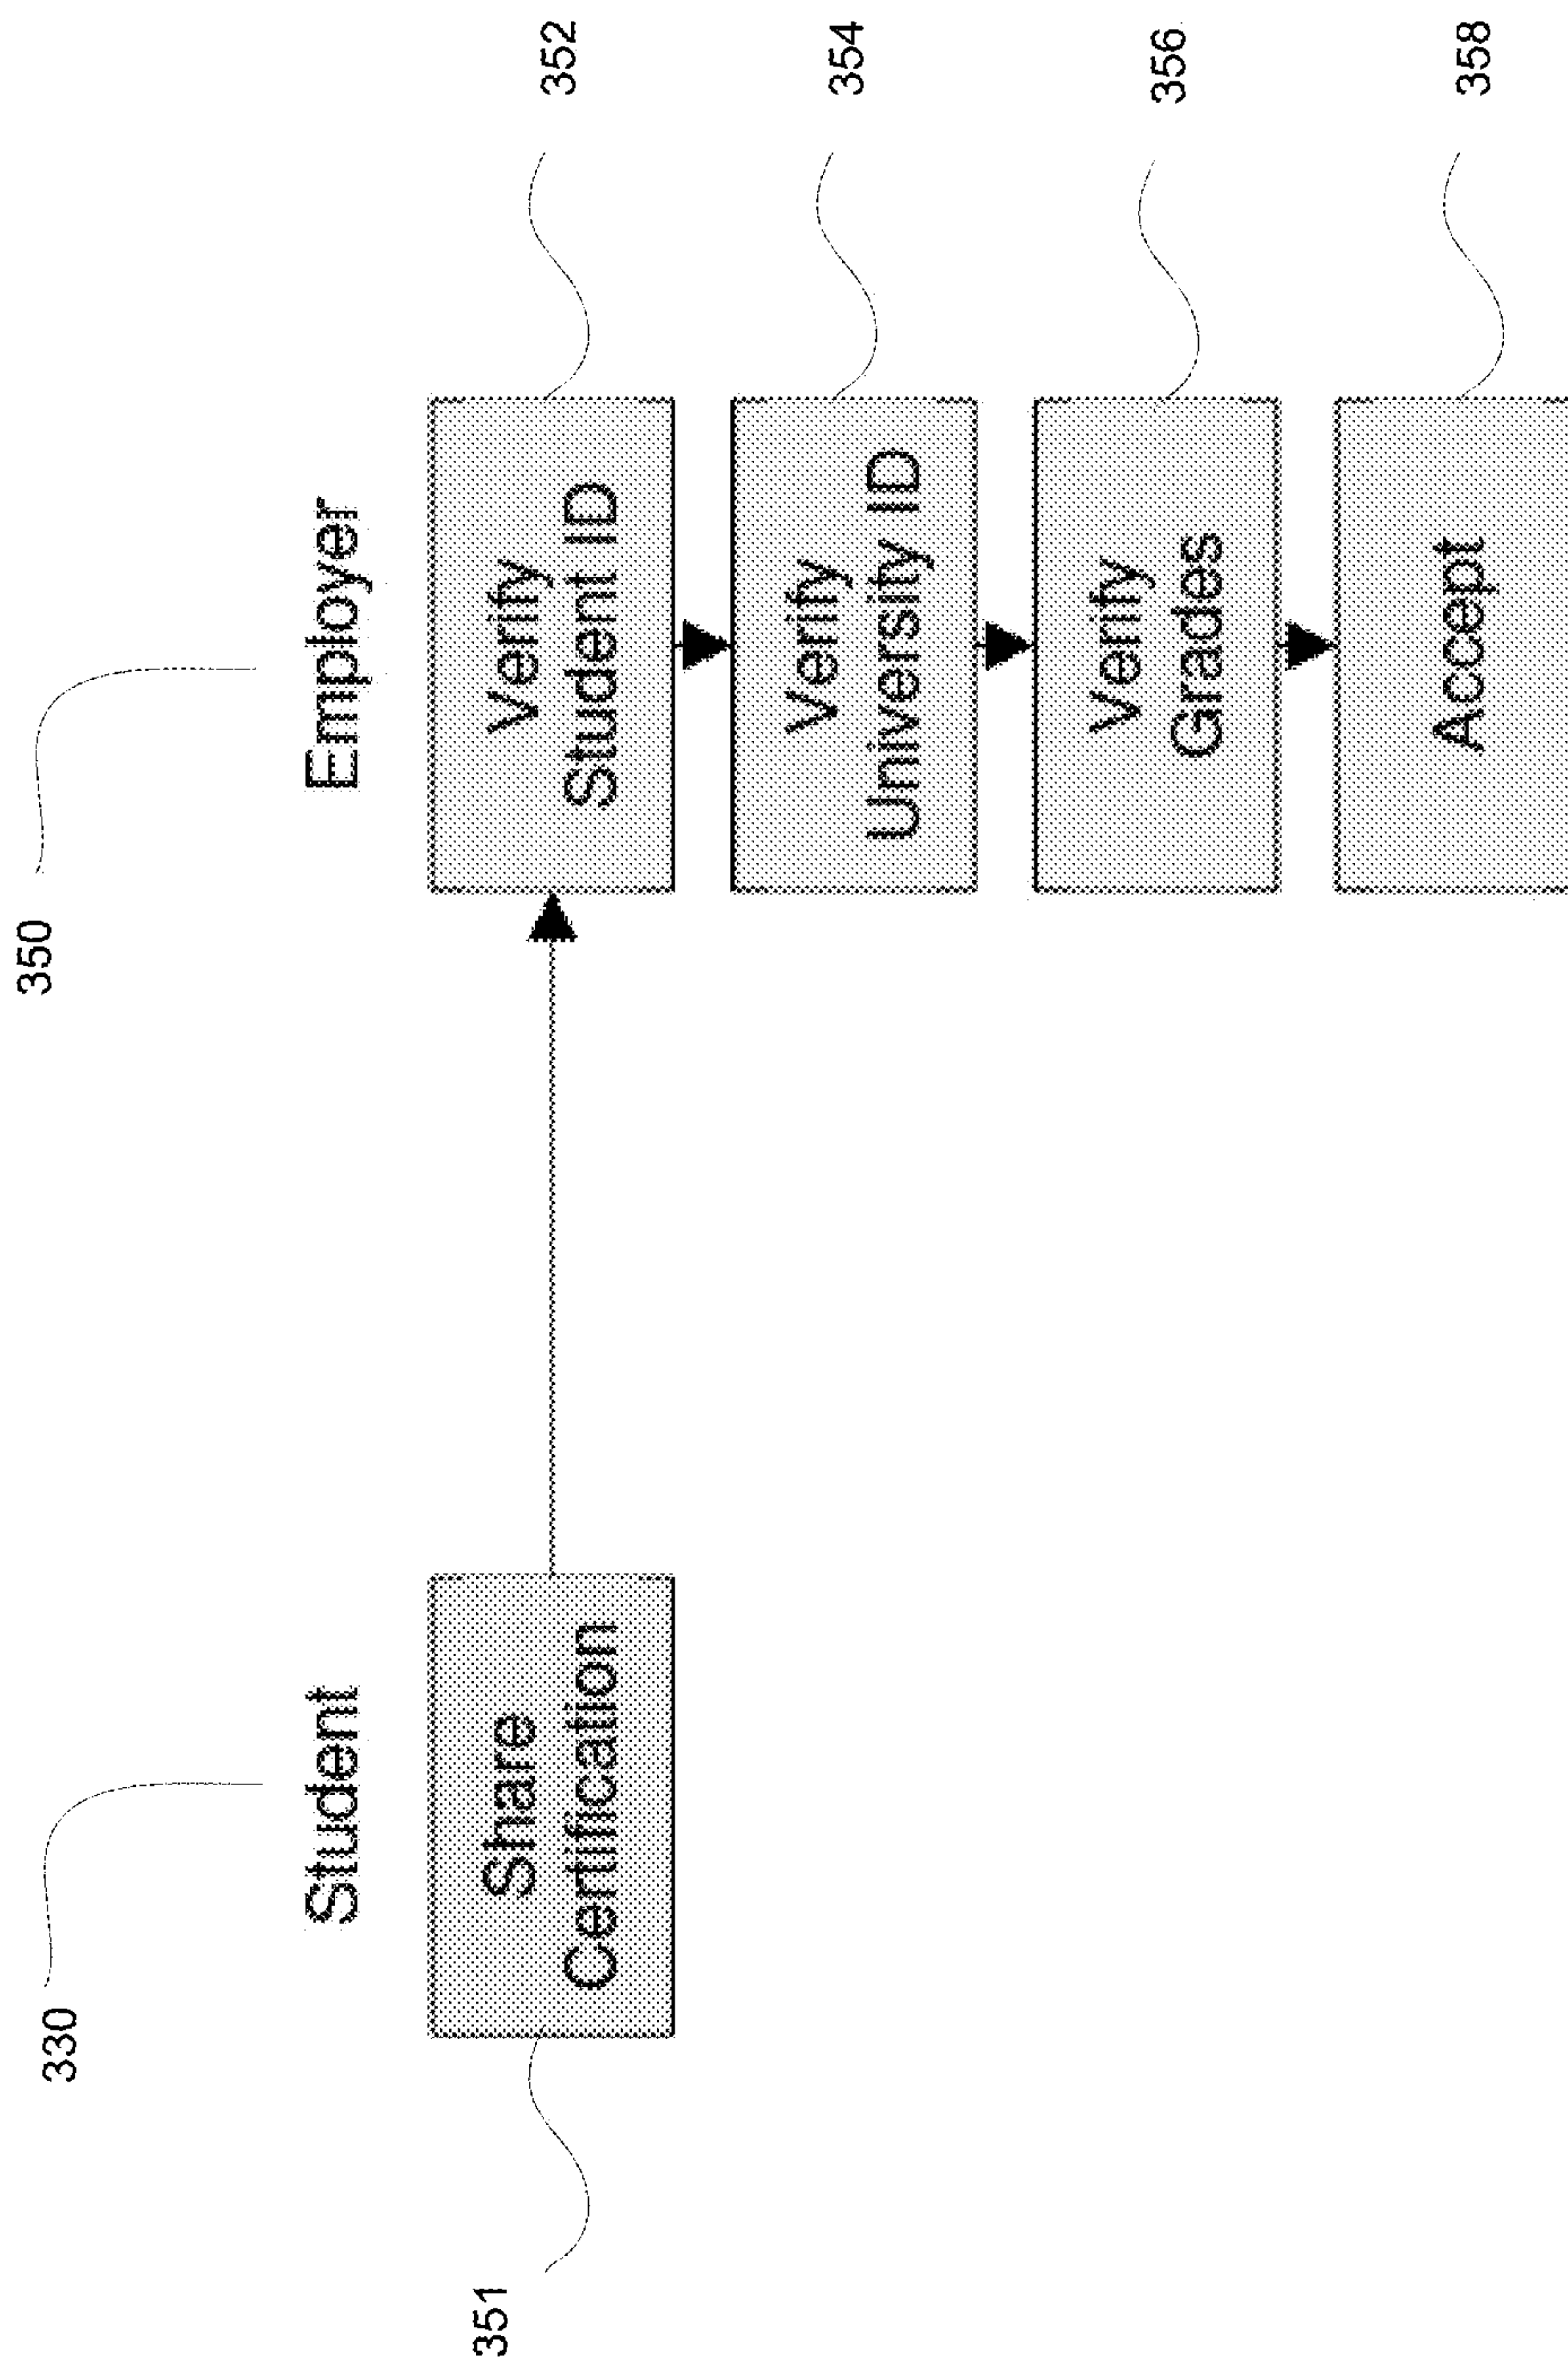 330
350
Student
Employer
351
Share
Certification
Verify
Student ID
352
Verify
University ID
354
Verify
Grades
356
Accept
358